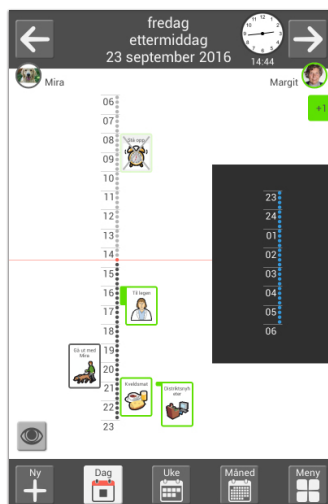 fredag
ettermiddag
23 september 2016
14:44
Mira
Margit
+1
06
07
08
09
10
11
12
13
14
15
16
17
18
19
20
21
22
23
Stå opp
Til legen
Gå ut med
Mira
Kveldsmat
23
24
01
02
03
04
05
06
Ny
Dag
Uke
Måned
Meny